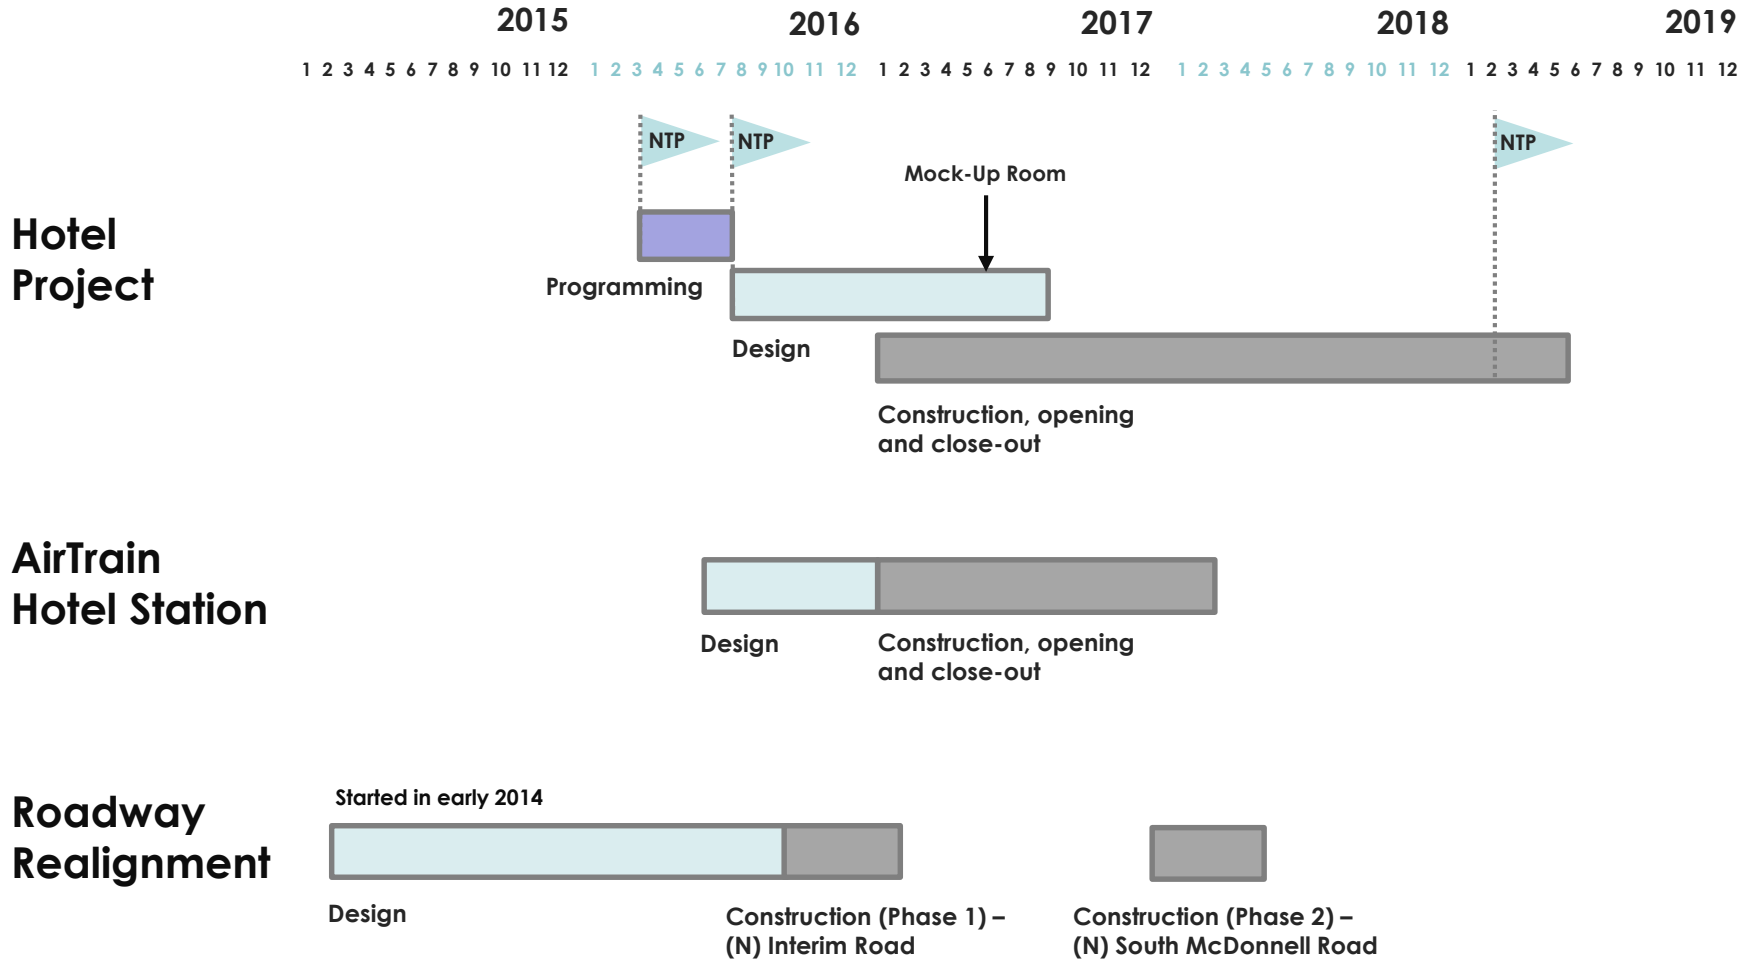 2015 2016 2017 2018 2019
1 2 3 4 5 6 7 8 9 10 11 12 1 2 3 4 5 6 7 8 9 10 11 12 1 2 3 4 5 6 7 8 9 10 11 12 1 2 3 4 5 6 7 8 9 10 11 12 1 2 3 4 5 6 7 8 9 10 11 12
NTP NTP NTP
Mock-Up Room
Hotel
Project
Programming
Design
Construction, opening
and close-out
AirTrain
Hotel Station
Design
Construction, opening
and close-out
Roadway
Realignment
Started in early 2014
Design
Construction (Phase 1) –
(N) Interim Road
Construction (Phase 2) –
(N) South McDonnell Road